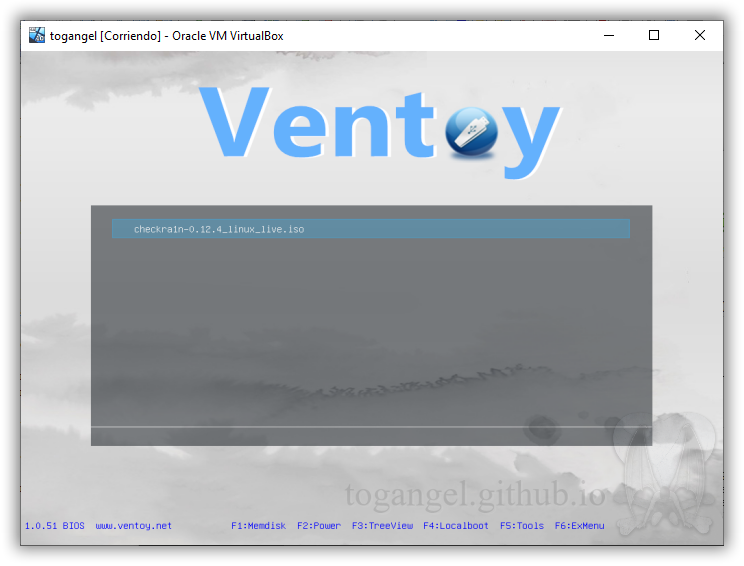 togangel [Corriendo] - Oracle VM VirtualBox
Ventoy
checkra1n-0.12.4_linux_live.iso
togangel.github.io
1.0.51 BIOS www.ventoy.net F1:Memdisk F2:Power F3:TreeView F4:Localboot F5:Tools F6:ExMenu